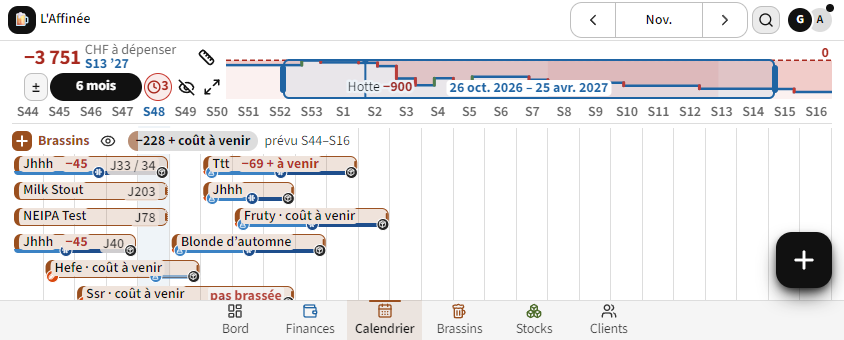 L'Affinée
Nov.
G
A
−3 751 CHF à dépenser
S13 ’27
0
± 6 mois 3
Hotte −900
26 oct. 2026 – 25 avr. 2027
S44 S45 S46 S47 S48 S49 S50 S51 S52 S53 S1 S2 S3 S4 S5 S6 S7 S8 S9 S10 S11 S12 S13 S14 S15 S16
Brassins −228 + coût à venir prévu S44–S16
Jhhh −45 J33 / 34 Ttt −69 + à venir
Milk Stout J203 Jhhh
NEIPA Test J78 Fruty · coût à venir
Jhhh −45 J40 Blonde d’automne
Hefe · coût à venir
Ssr · coût à venir pas brassée
Bord Finances Calendrier Brassins Stocks Clients